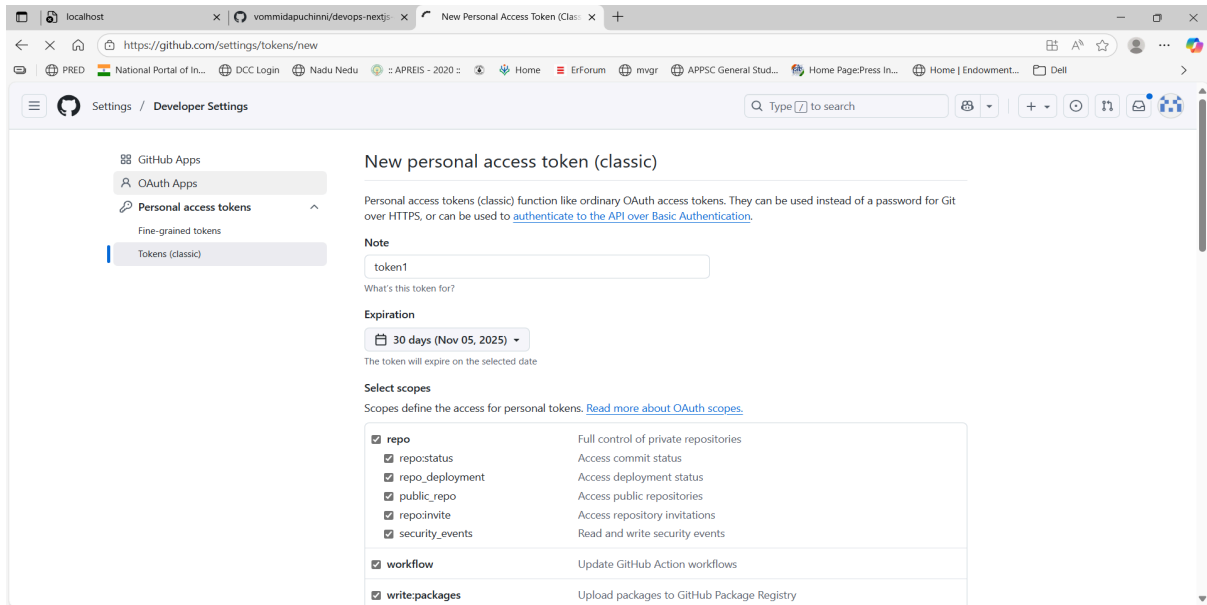 localhost
vommidapuchinni/devops-nextjs
New Personal Access Token (Class
https://github.com/settings/tokens/new
PRED National Portal of In... DCC Login Nadu Nedu :: APREIS - 2020 :: Home ErForum mvgr APPSC General Stud... Home Page:Press In... Home | Endowment... Dell
Settings / Developer Settings
Type / to search
GitHub Apps
OAuth Apps
Personal access tokens
Fine-grained tokens
Tokens (classic)
New personal access token (classic)
Personal access tokens (classic) function like ordinary OAuth access tokens. They can be used instead of a password for Git
over HTTPS, or can be used to authenticate to the API over Basic Authentication.
Note
token1
What's this token for?
Expiration
30 days (Nov 05, 2025)
The token will expire on the selected date
Select scopes
Scopes define the access for personal tokens. Read more about OAuth scopes.
repo Full control of private repositories
repo:status Access commit status
repo_deployment Access deployment status
public_repo Access public repositories
repo:invite Access repository invitations
security_events Read and write security events
workflow Update GitHub Action workflows
write:packages Upload packages to GitHub Package Registry